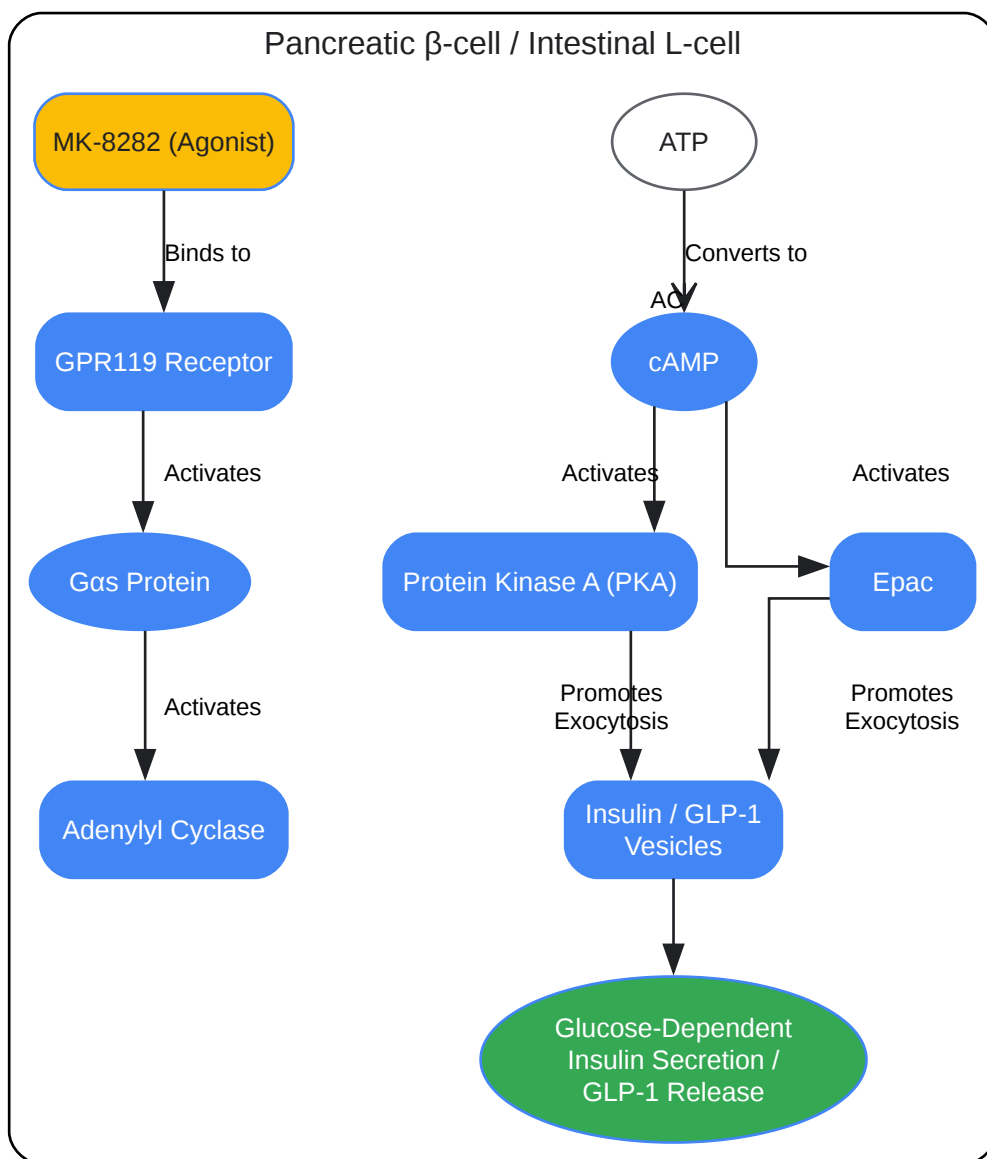 Pancreatic β-cell / Intestinal L-cell
MK-8282 (Agonist)
ATP
Binds to
Converts to
AC
GPR119 Receptor
cAMP
Activates
Activates
Activates
Gαs Protein
Protein Kinase A (PKA)
Epac
Activates
Promotes
Exocytosis
Promotes
Exocytosis
Adenylyl Cyclase
Insulin / GLP-1
Vesicles
Glucose-Dependent
Insulin Secretion /
GLP-1 Release